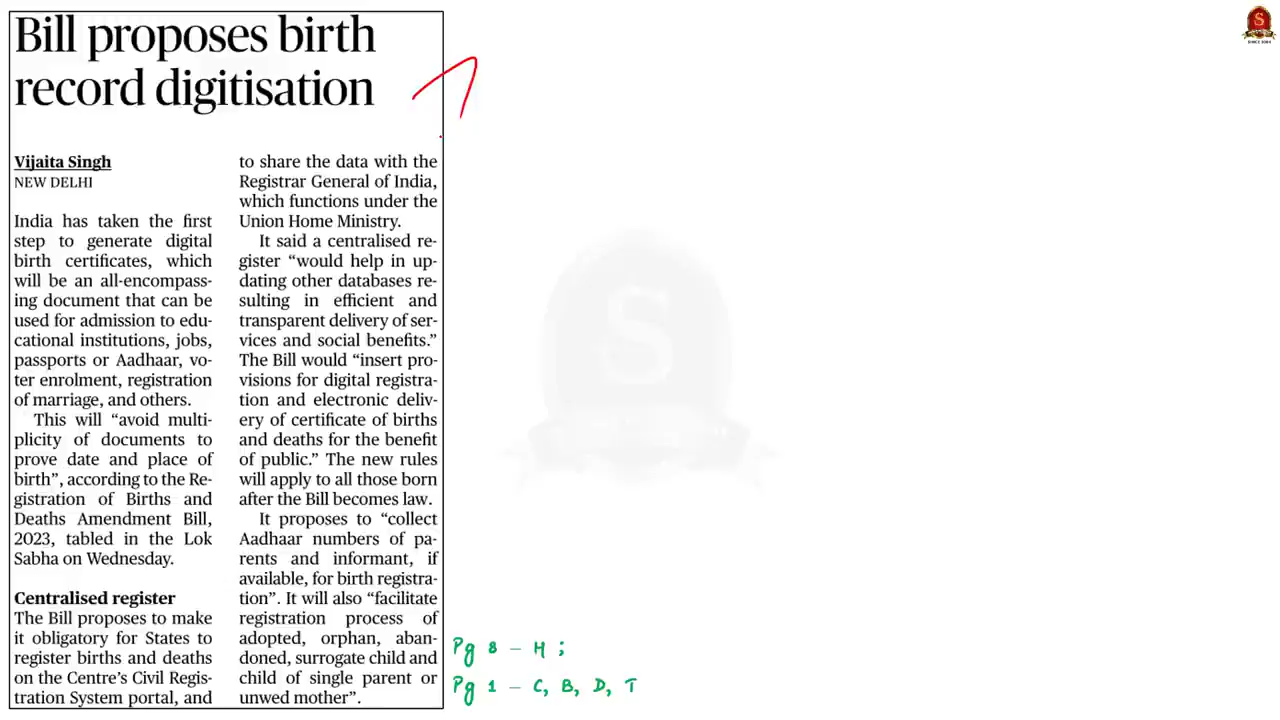 Bill proposes birth
record digitisation
Vijaita Singh
NEW DELHI
India has taken the first
step to generate digital
birth certificates, which
will be an all-encompass-
ing document that can be
used for admission to edu-
cational institutions, jobs,
passports or Aadhaar, vo-
ter enrolment, registration
of marriage, and others.
This will “avoid multi-
plicity of documents to
prove date and place of
birth”, according to the Re-
gistration of Births and
Deaths Amendment Bill,
2023, tabled in the Lok
Sabha on Wednesday.
Centralised register
The Bill proposes to make
it obligatory for States to
register births and deaths
on the Centre’s Civil Regis-
tration System portal, and
to share the data with the
Registrar General of India,
which functions under the
Union Home Ministry.
It said a centralised re-
gister “would help in up-
dating other databases re-
sulting in efficient and
transparent delivery of ser-
vices and social benefits.”
The Bill would “insert pro-
visions for digital registra-
tion and electronic deliv-
ery of certificate of births
and deaths for the benefit
of public.” The new rules
will apply to all those born
after the Bill becomes law.
It proposes to “collect
Aadhaar numbers of pa-
rents and informant, if
available, for birth registra-
tion”. It will also “facilitate
registration process of
adopted, orphan, aban-
doned, surrogate child and
child of single parent or
unwed mother”.
Pg 8 – H ;
Pg 1 – C, B, D, T
S
SINCE 2004
S